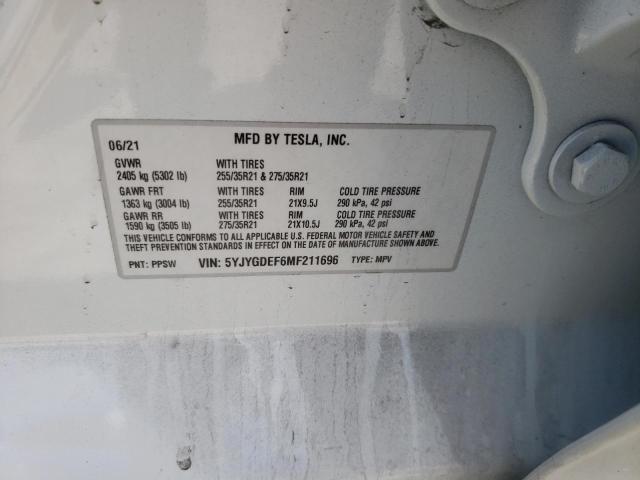 06/21 MFD BY TESLA, INC.
GVWR WITH TIRES
2405 kg (5302 lb) 255/35R21 & 275/35R21
GAWR FRT WITH TIRES RIM COLD TIRE PRESSURE
1363 kg (3004 lb) 255/35R21 21X9.5J 290 kPa, 42 psi
GAWR RR WITH TIRES RIM COLD TIRE PRESSURE
1590 kg (3505 lb) 275/35R21 21X10.5J 290 kPa, 42 psi
THIS VEHICLE CONFORMS TO ALL APPLICABLE U.S. FEDERAL MOTOR VEHICLE SAFETY AND
THEFT PREVENTION STANDARDS IN EFFECT ON THE DATE OF MANUFACTURE SHOWN ABOVE.
PNT: PPSW VIN: 5YJYGDEF6MF211696 TYPE: MPV